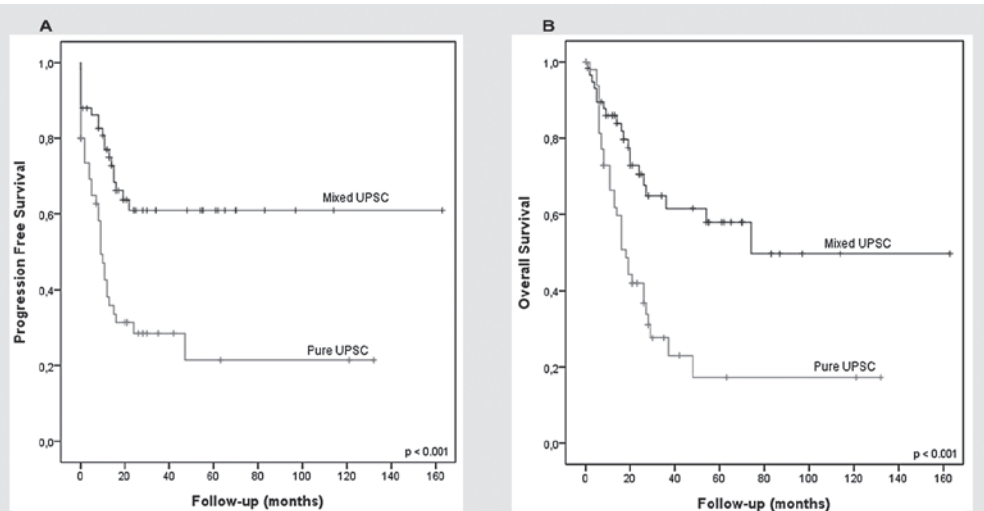 A
Progression Free Survival
1,0
0,8
0,6
0,4
0,2
0,0
Mixed UPSC
Pure UPSC
p < 0.001
0 20 40 60 80 100 120 140 160
Follow-up (months)
B
Overall Survival
1,0
0,8
0,6
0,4
0,2
0,0
Mixed UPSC
Pure UPSC
p < 0.001
0 20 40 60 80 100 120 140 160
Follow-up (months)